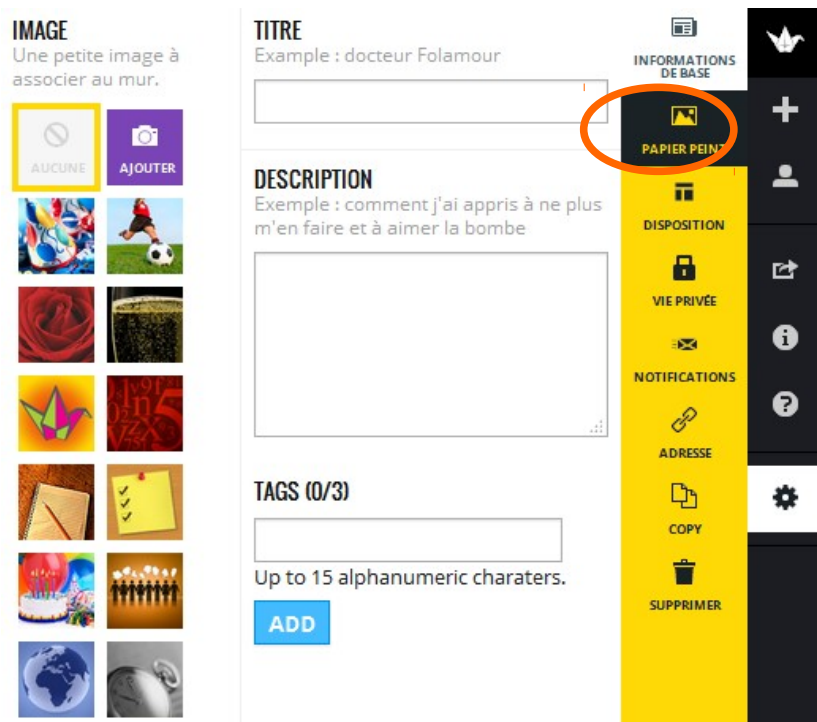 IMAGE
Une petite image à
associer au mur.
AUCUNE
AJOUTER
TITRE
Example : docteur Folamour
DESCRIPTION
Exemple : comment j'ai appris à ne plus
m'en faire et à aimer la bombe
TAGS (0/3)
Up to 15 alphanumeric charaters.
ADD
INFORMATIONS
DE BASE
PAPIER PEINT
DISPOSITION
VIE PRIVÉE
NOTIFICATIONS
ADRESSE
COPY
SUPPRIMER